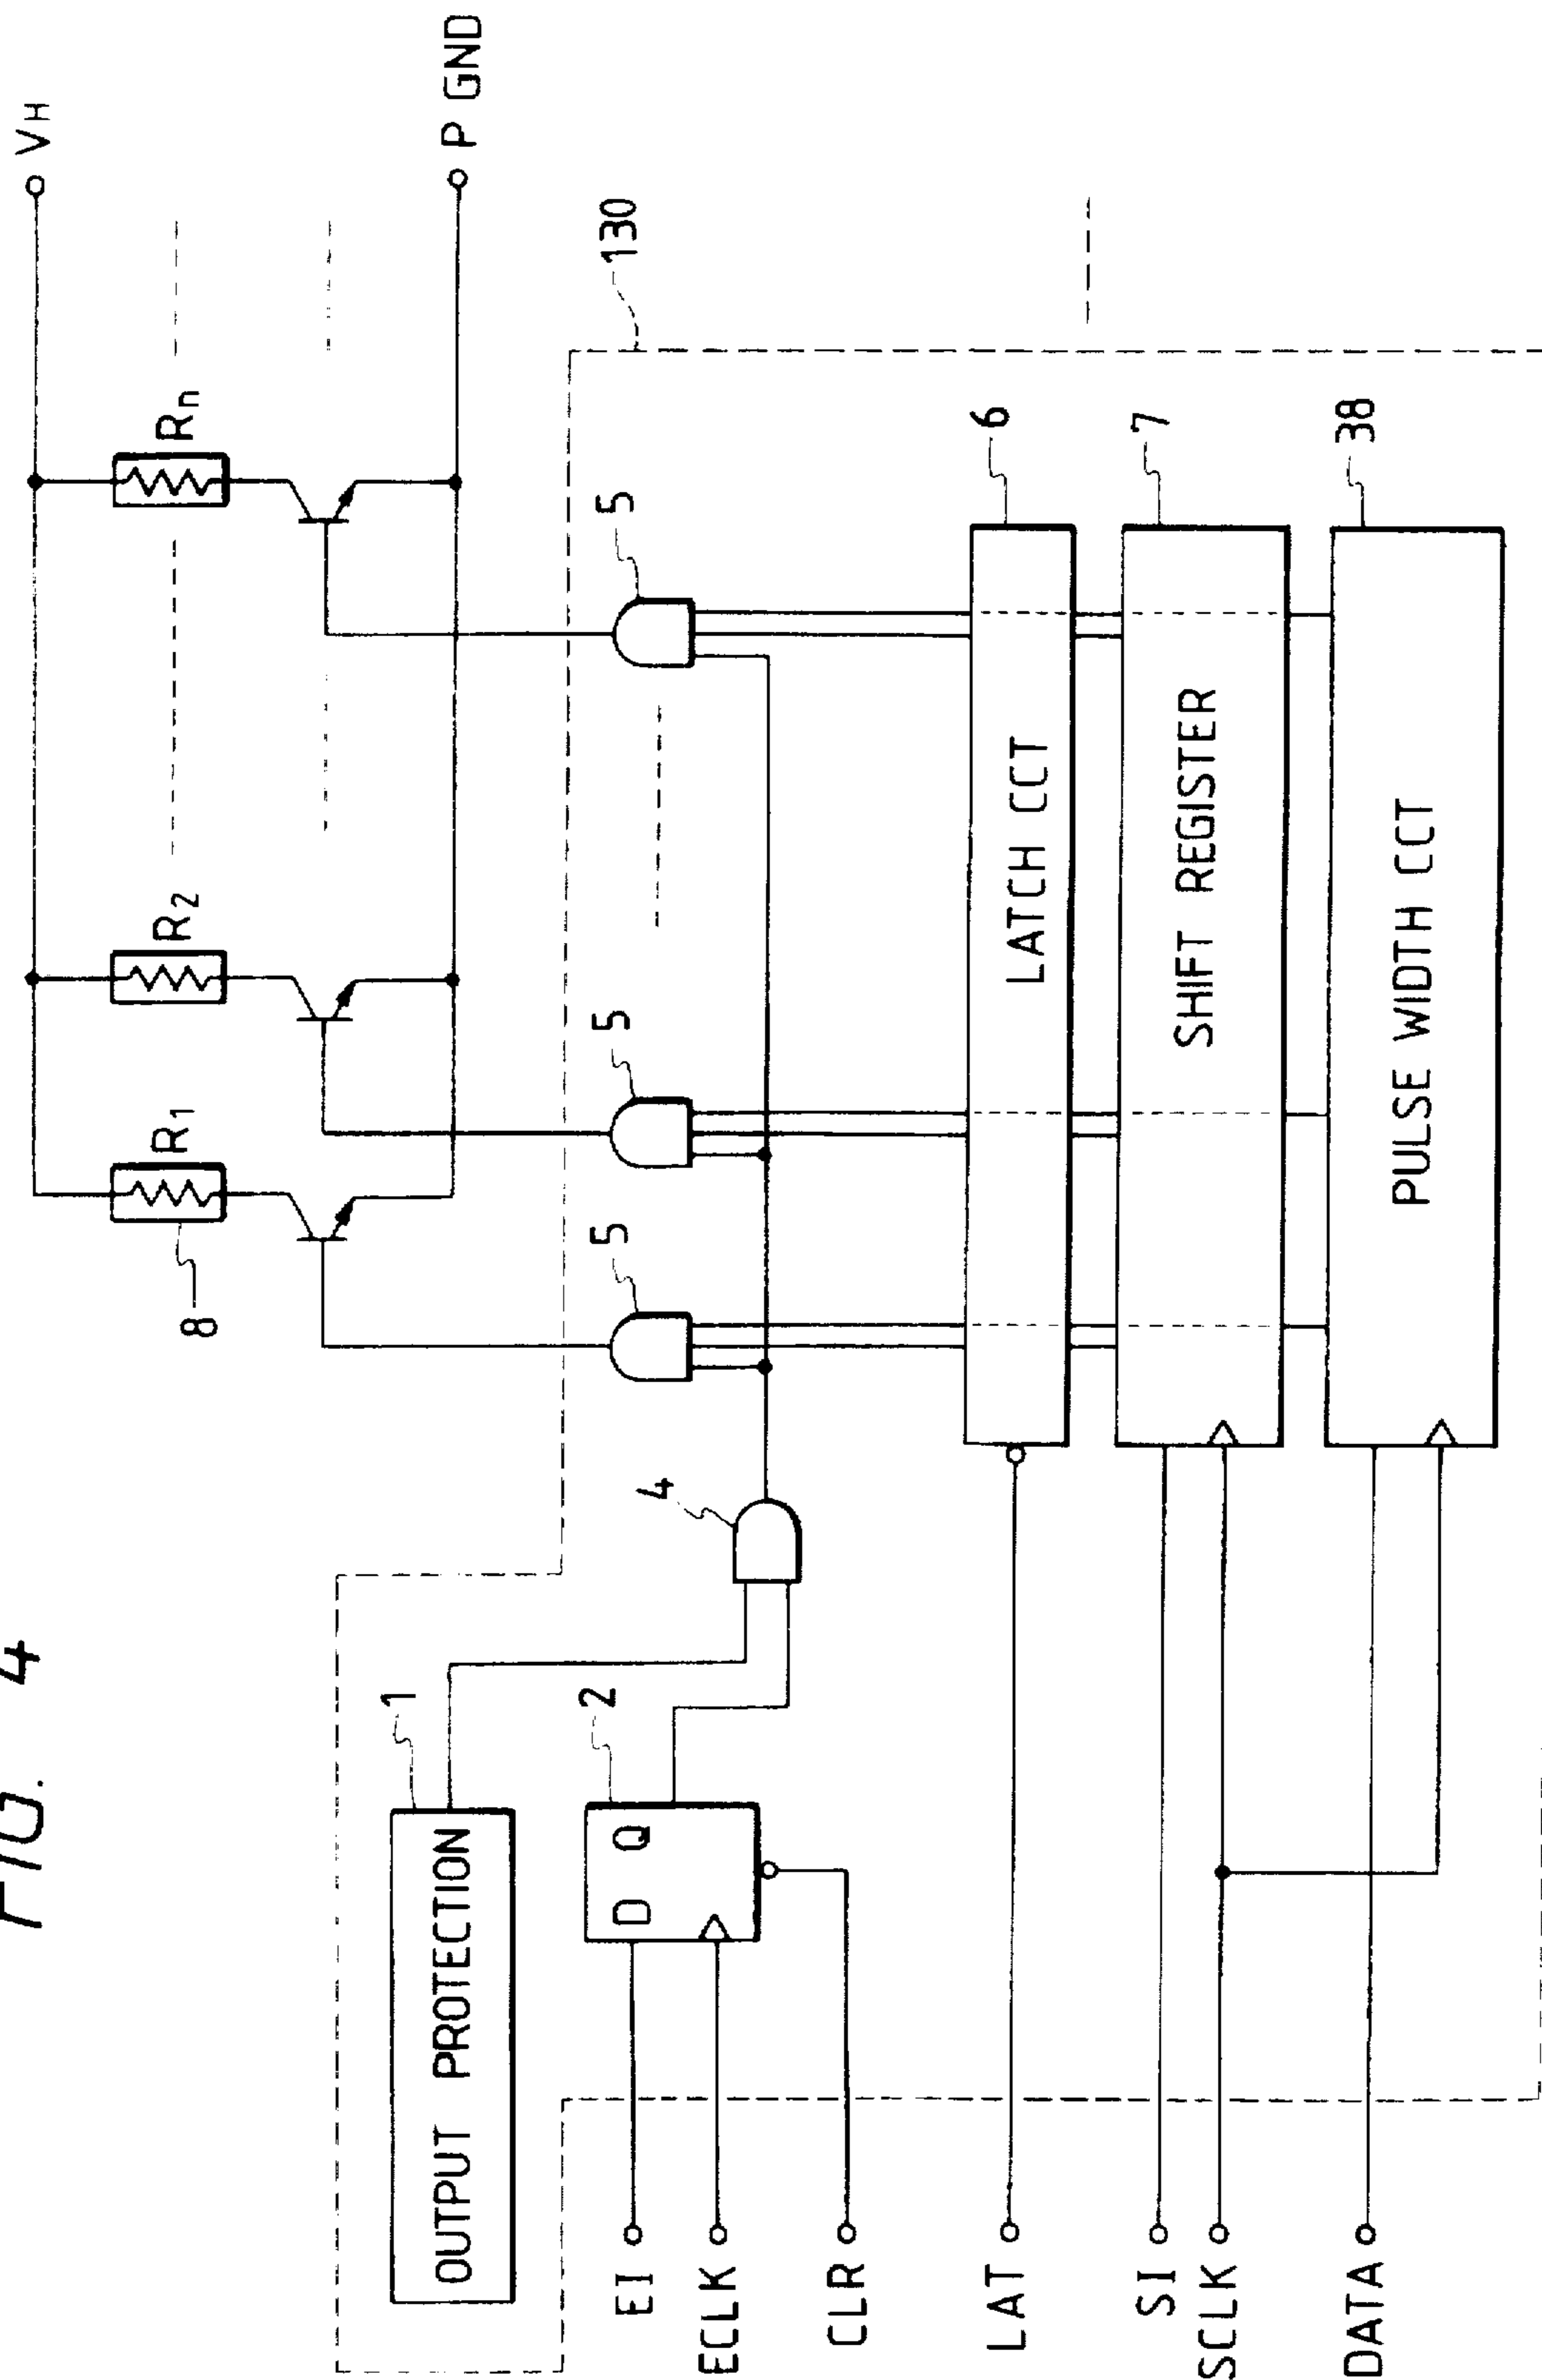 FIG. 4
VH
P GND
R1
R2
Rn
8
130
1
OUTPUT PROTECTION
2
D Q
4
5
5
5
6
LATCH CCT
7
SHIFT REGISTER
38
PULSE WIDTH CCT
EI
ECLK
CLR
LAT
SI
SCLK
DATA